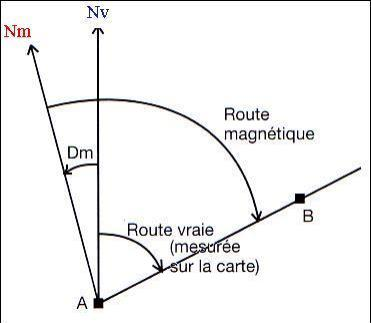 Nv
Nm
Route
magnétique
Dm
Route vraie
(mesurée
sur la carte)
B
A